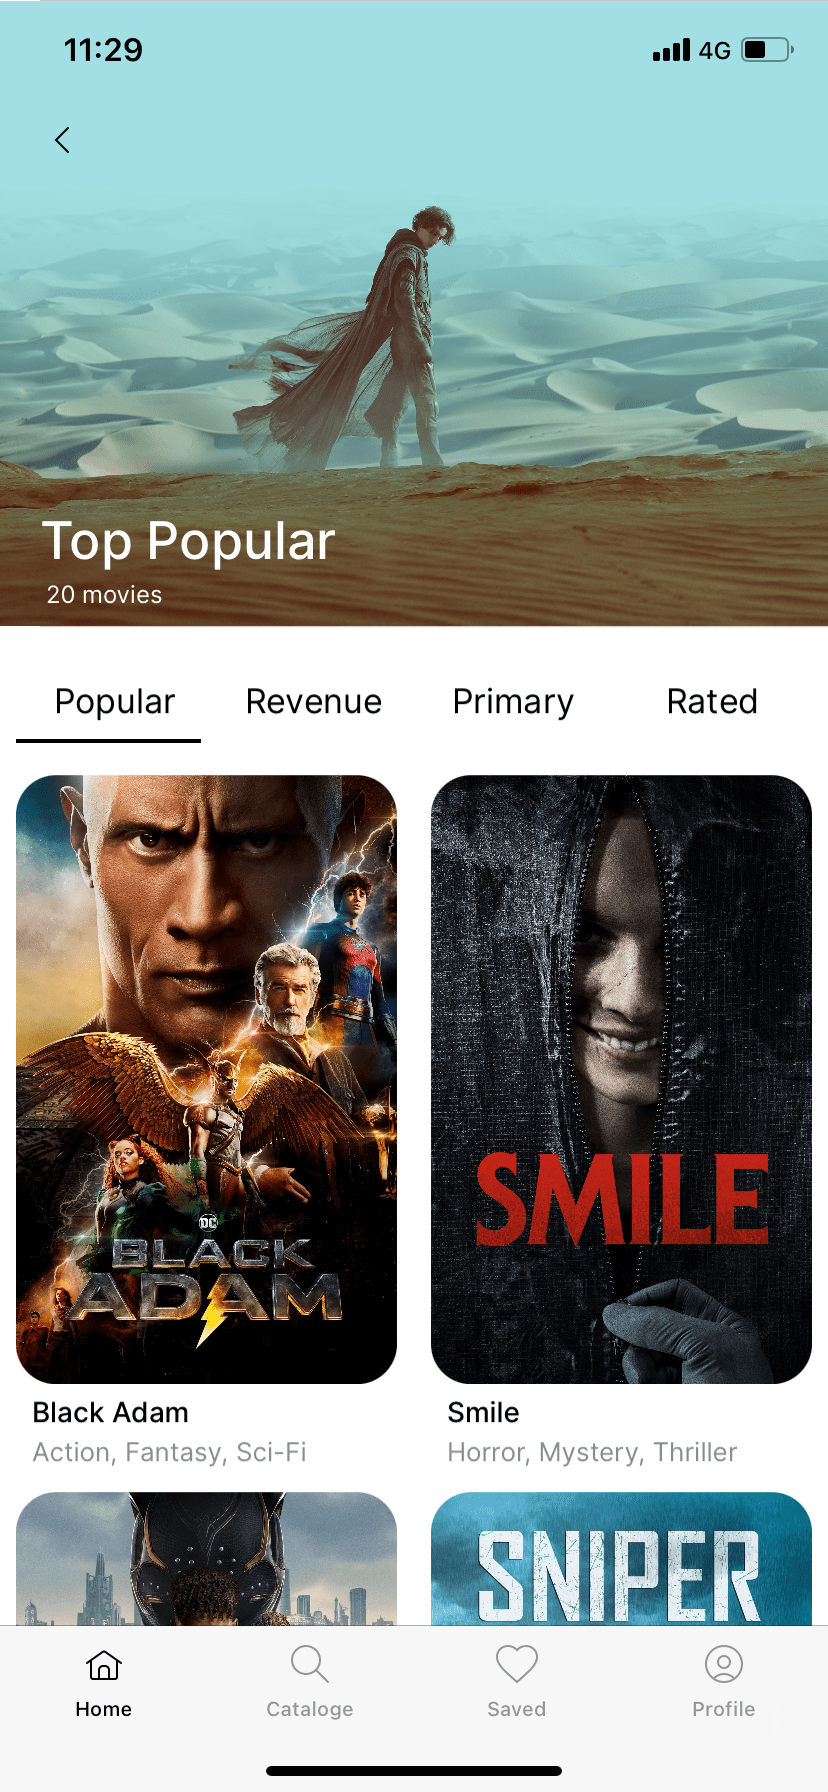 11:29
4G
Top Popular
20 movies
Popular Revenue Primary Rated
DC
BLACK
ADAM
SMILE
Black Adam
Action, Fantasy, Sci-Fi
Smile
Horror, Mystery, Thriller
SNIPER
Home Cataloge Saved Profile